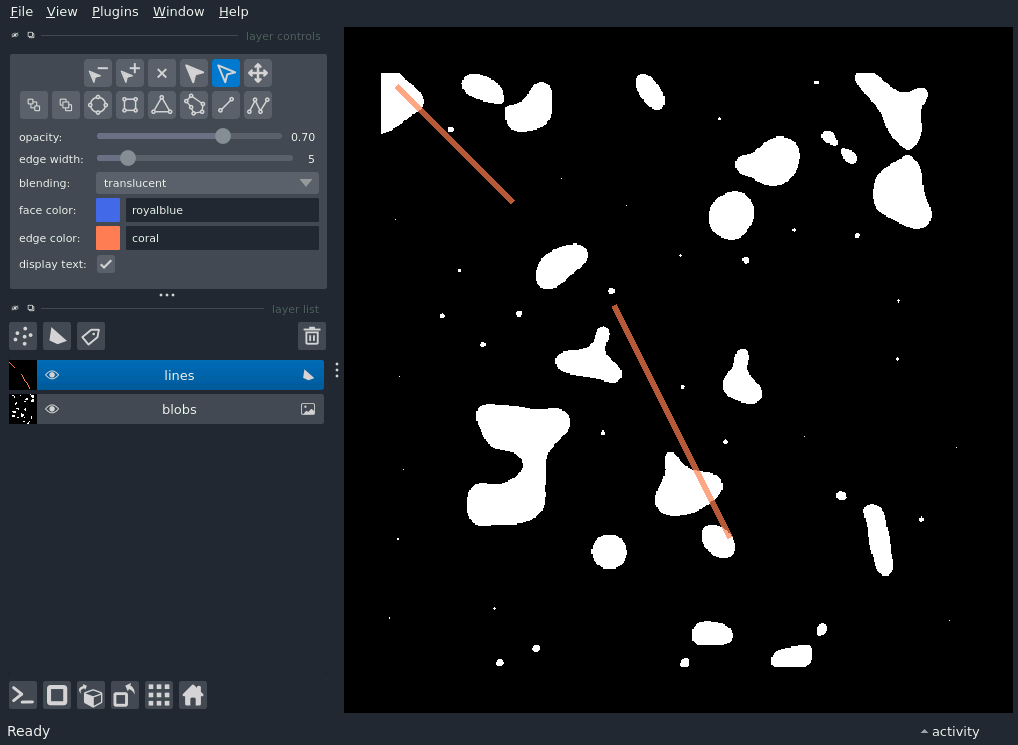 File View Plugins Window Help
layer controls
opacity: 0.70
edge width: 5
blending: translucent
face color: royalblue
edge color: coral
display text:
layer list
lines
blobs
Ready
activity